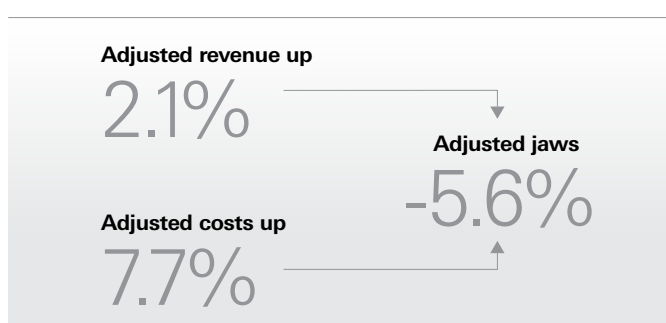 Adjusted revenue up
2.1%
Adjusted jaws
-5.6%
Adjusted costs up
7.7%